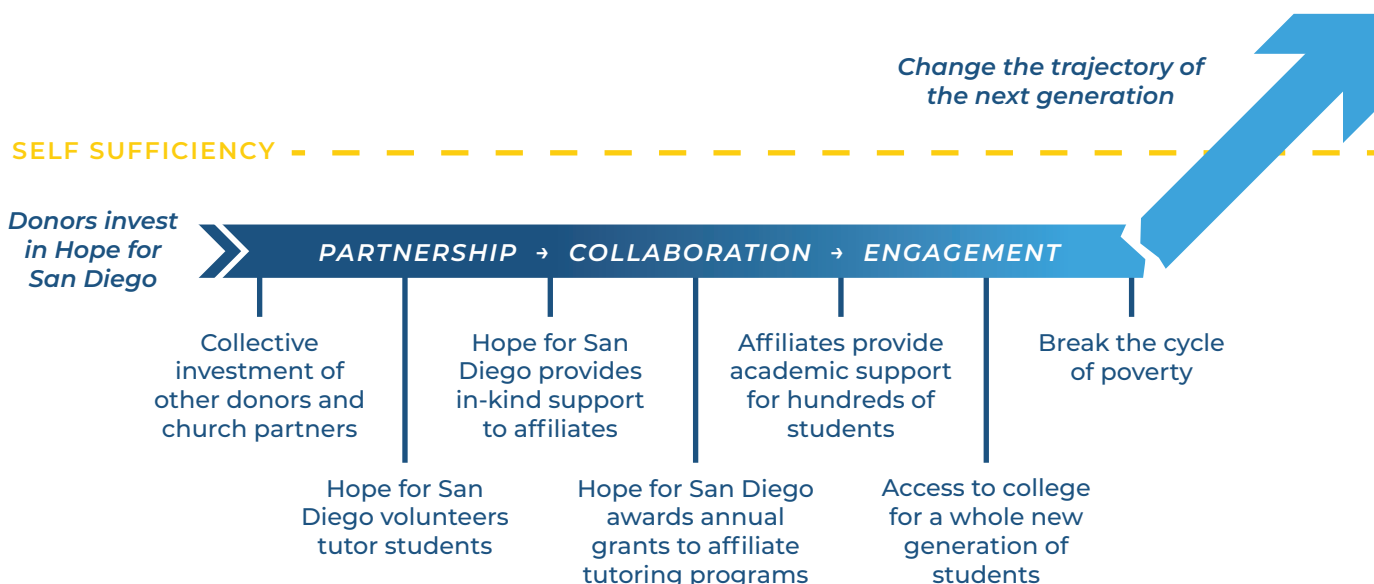 Change the trajectory of
the next generation
SELF SUFFICIENCY
Donors invest
in Hope for
San Diego
PARTNERSHIP → COLLABORATION → ENGAGEMENT
Collective
investment of
other donors and
church partners
Hope for San
Diego volunteers
tutor students
Hope for San
Diego provides
in-kind support
to affiliates
Hope for San Diego
awards annual
grants to affiliate
tutoring programs
Affiliates provide
academic support
for hundreds of
students
Access to college
for a whole new
generation of
students
Break the cycle
of poverty